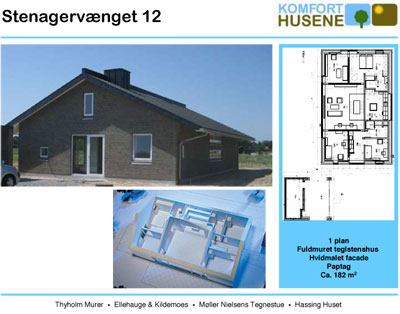 Stenagervænget 12
KOMFORT
HUSENE
1 plan
Fuldmuret teglstenshus
Hvidmalet facade
Paptag
Ca. 182 m²
Thyholm Murer • Ellehauge & Kildemoes • Møller Nielsens Tegnestue • Hassing Huset